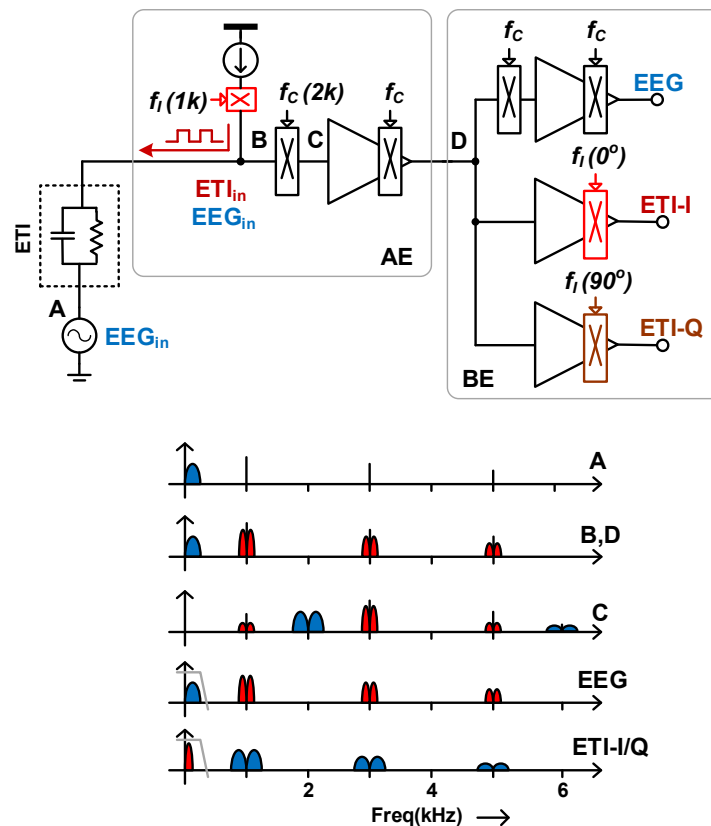 f_C f_C
f_I (1k) f_C (2k) f_C EEG
B C D
f_I (0°)
ETI_in ETI-I
EEG_in
AE
ETI
f_I (90°)
A ETI-Q
EEG_in BE
A
B,D
C
EEG
ETI-I/Q
2 4 6
Freq(kHz)